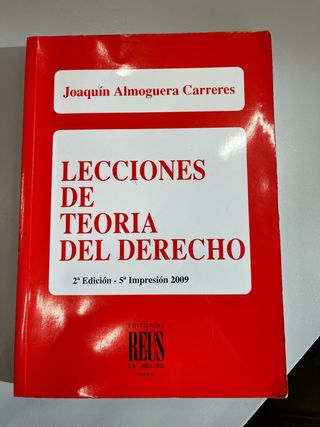 Joaquín Almoguera Carreres
LECCIONES
DE
TEORIA
DEL DERECHO
2ª Edición - 5ª Impresión 2009
EDITORIAL
REUS